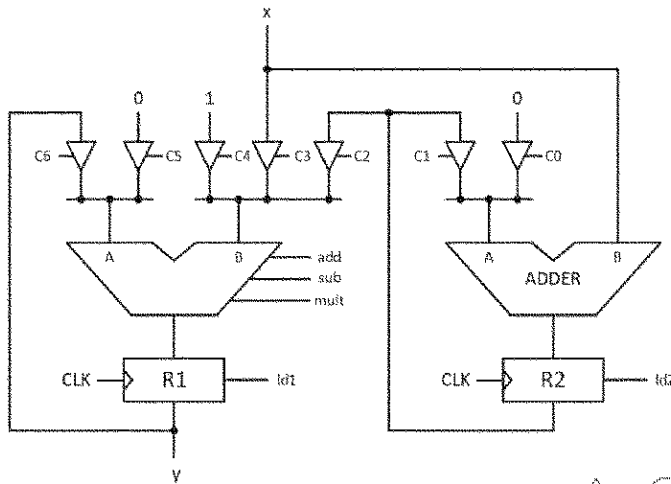 X
0 1 0
C6 C5 C4 C3 C2 C1 C0
A B add A ADDER B
sub
mult
CLK R1 ld1 CLK R2 ld2
y